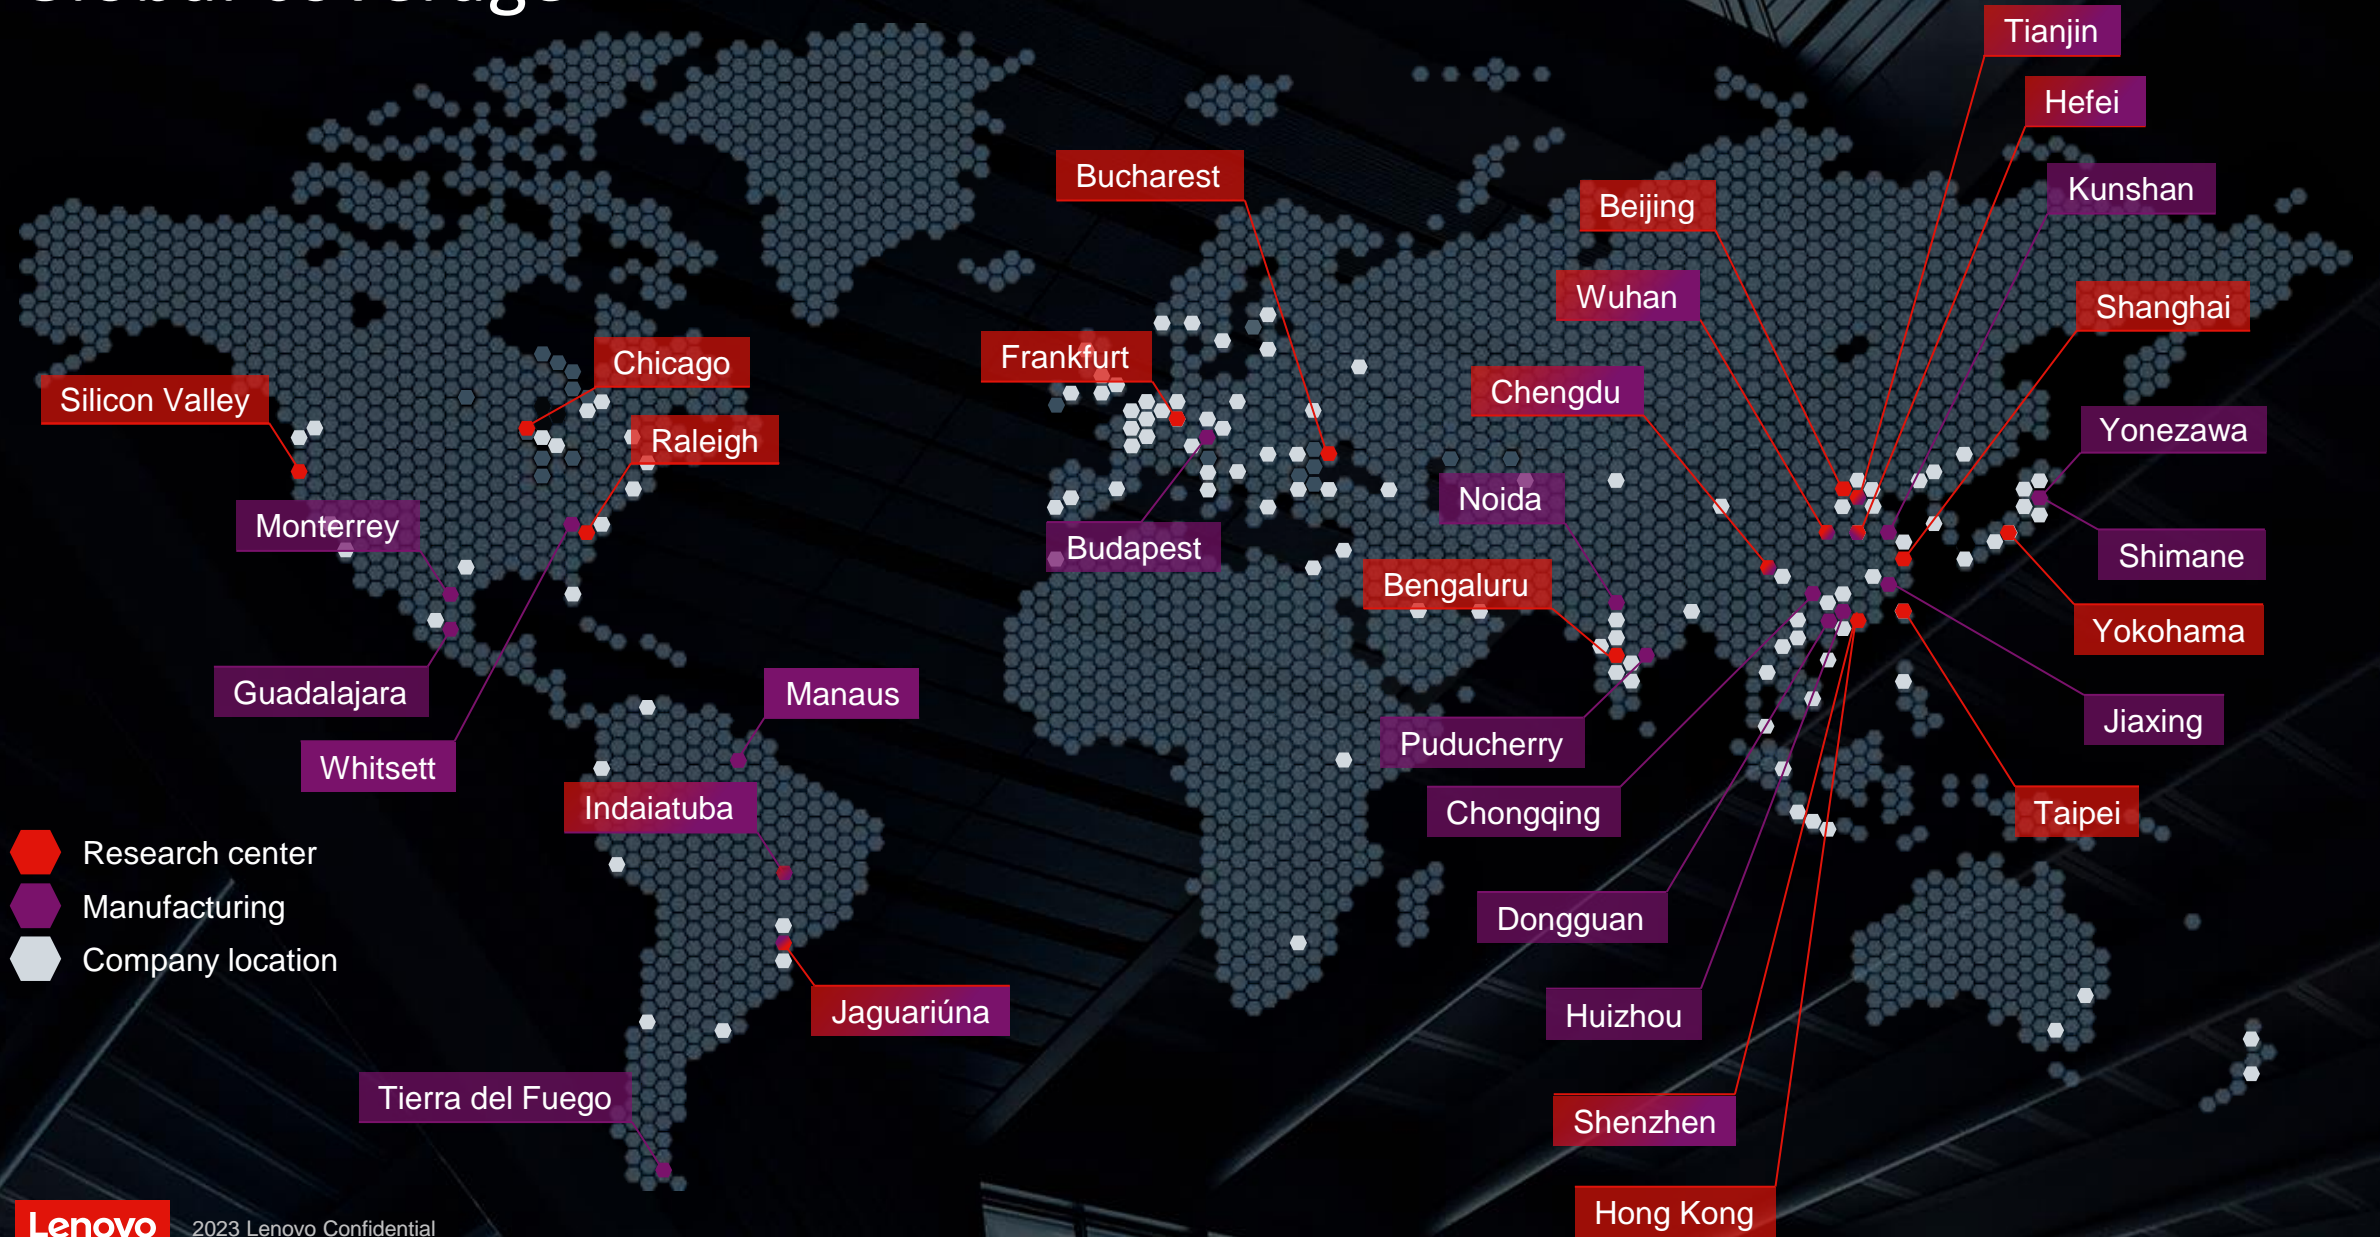 Global coverage
Tianjin
Hefei
Bucharest
Kunshan
Beijing
Wuhan
Shanghai
Frankfurt
Chicago
Silicon Valley
Chengdu
Raleigh
Yonezawa
Noida
Monterrey
Budapest
Shimane
Bengaluru
Yokohama
Guadalajara
Manaus
Jiaxing
Puducherry
Whitsett
Indaiatuba
Chongqing
Taipei
Research center
Manufacturing
Company location
Dongguan
Jaguariúna
Huizhou
Tierra del Fuego
Shenzhen
Hong Kong
Lenovo
2023 Lenovo Confidential